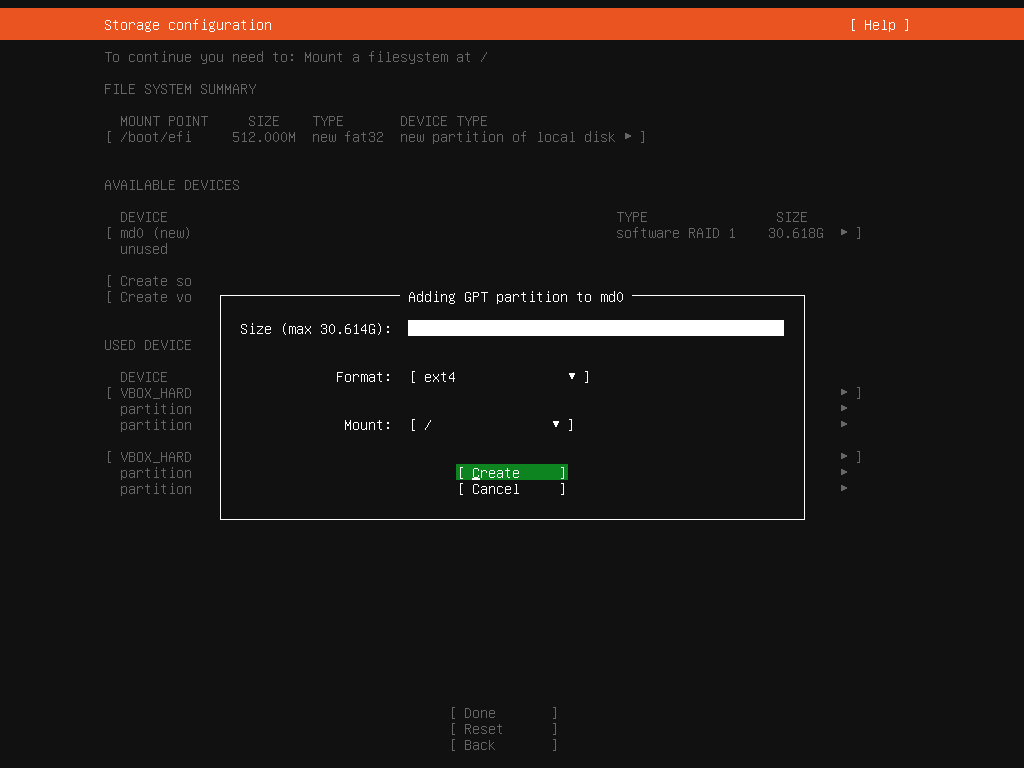 Storage configuration [ Help ]
To continue you need to: Mount a filesystem at /
FILE SYSTEM SUMMARY
MOUNT POINT SIZE TYPE DEVICE TYPE
[ /boot/efi 512.000M new fat32 new partition of local disk ▸ ]
AVAILABLE DEVICES
DEVICE TYPE SIZE
[ md0 (new) software RAID 1 30.618G ▸ ]
unused
[ Create so
[ Create vo
Adding GPT partition to md0
Size (max 30.614G):
USED DEVICE
DEVICE
Format: [ ext4 ▾ ]
[ VBOX_HARD ▸ ]
partition ▸
partition ▸
Mount: [ / ▾ ]
[ VBOX_HARD ▸ ]
partition ▸
[ Create ]
partition ▸
[ Cancel ]
[ Done ]
[ Reset ]
[ Back ]